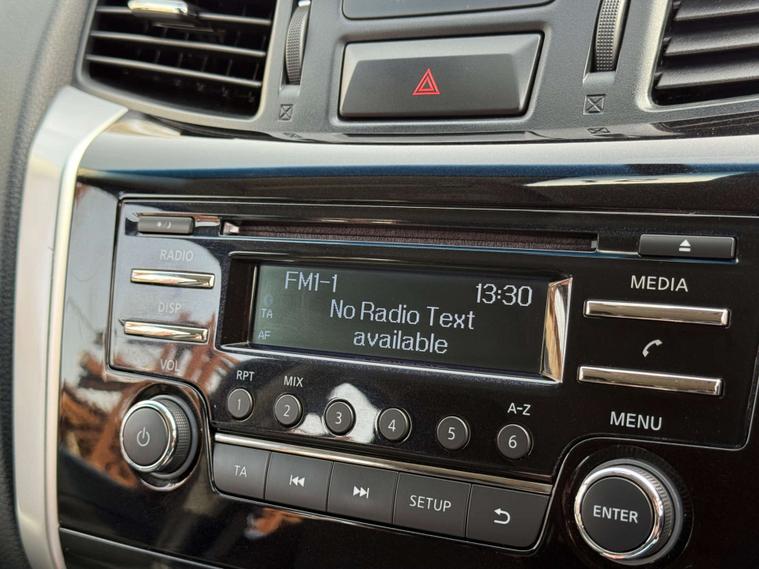 RADIO
MEDIA
FM1-1 13:30
DISP
TA
No Radio Text
AF
available
VOL
RPT MIX
A-Z
MENU
1 2 3 4 5 6
TA
SETUP
ENTER